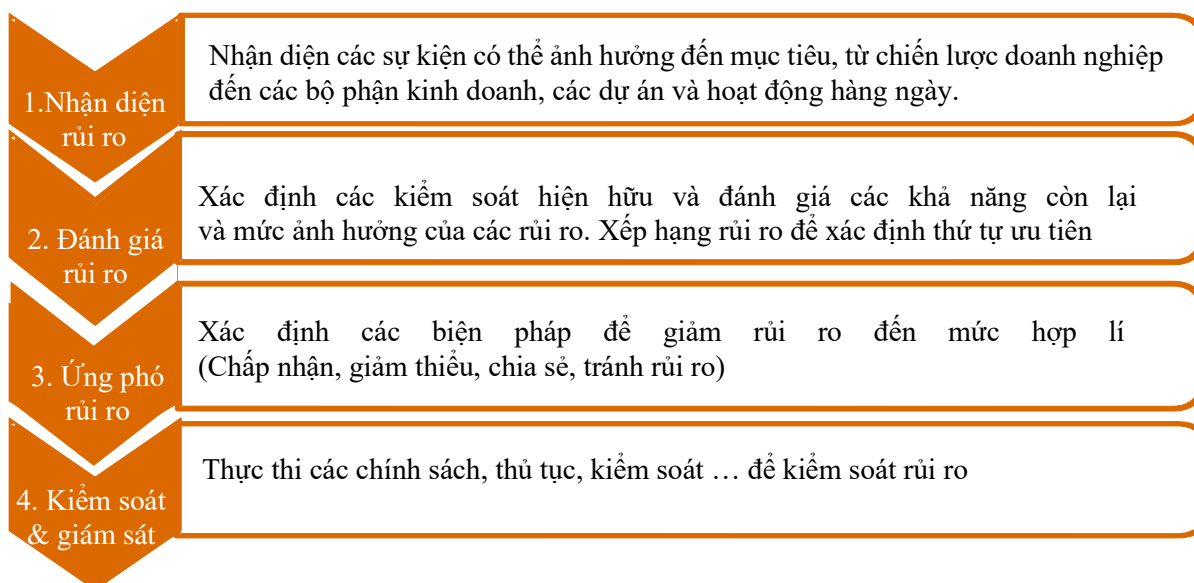 1.Nhận diện
rủi ro
Nhận diện các sự kiện có thể ảnh hưởng đến mục tiêu, từ chiến lược doanh nghiệp
đến các bộ phận kinh doanh, các dự án và hoạt động hàng ngày.
2. Đánh giá
rủi ro
Xác định các kiểm soát hiện hữu và đánh giá các khả năng còn lại
và mức ảnh hưởng của các rủi ro. Xếp hạng rủi ro để xác định thứ tự ưu tiên
3. Ứng phó
rủi ro
Xác định các biện pháp để giảm rủi ro đến mức hợp lí
(Chấp nhận, giảm thiểu, chia sẻ, tránh rủi ro)
4. Kiểm soát
& giám sát
Thực thi các chính sách, thủ tục, kiểm soát … để kiểm soát rủi ro